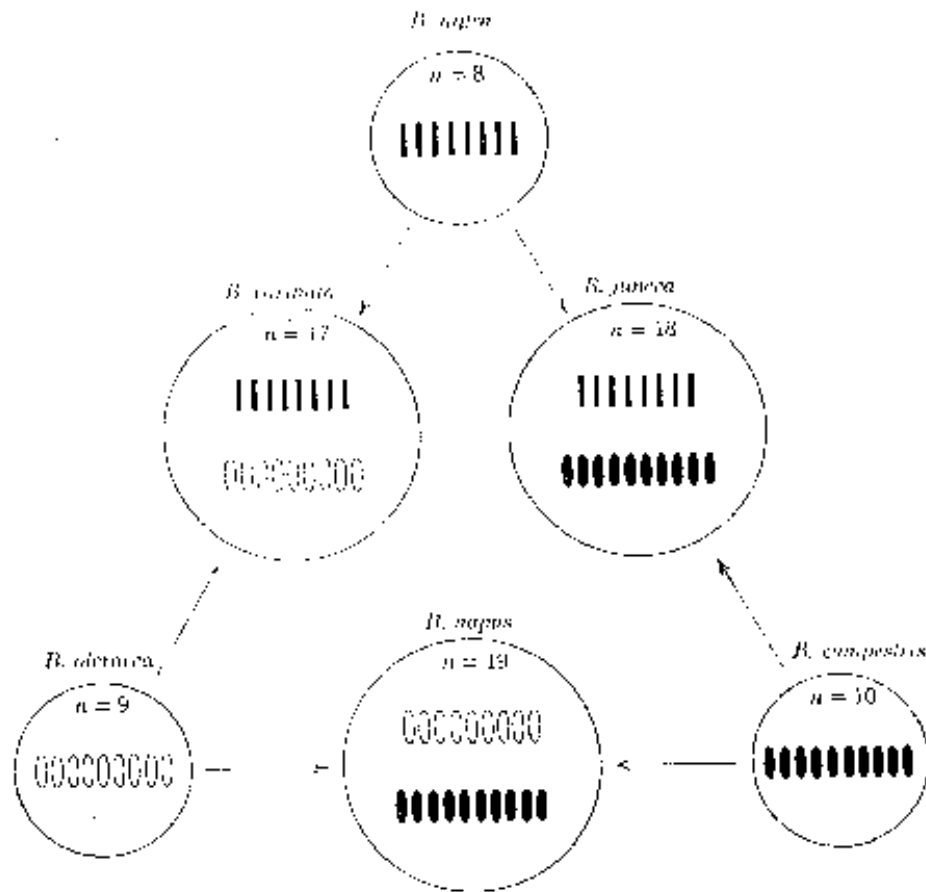 B. nigra
n = 8
B. carinata
n = 17
B. juncea
n = 18
B. napus
n = 19
B. oleracea
n = 9
B. campestris
n = 10